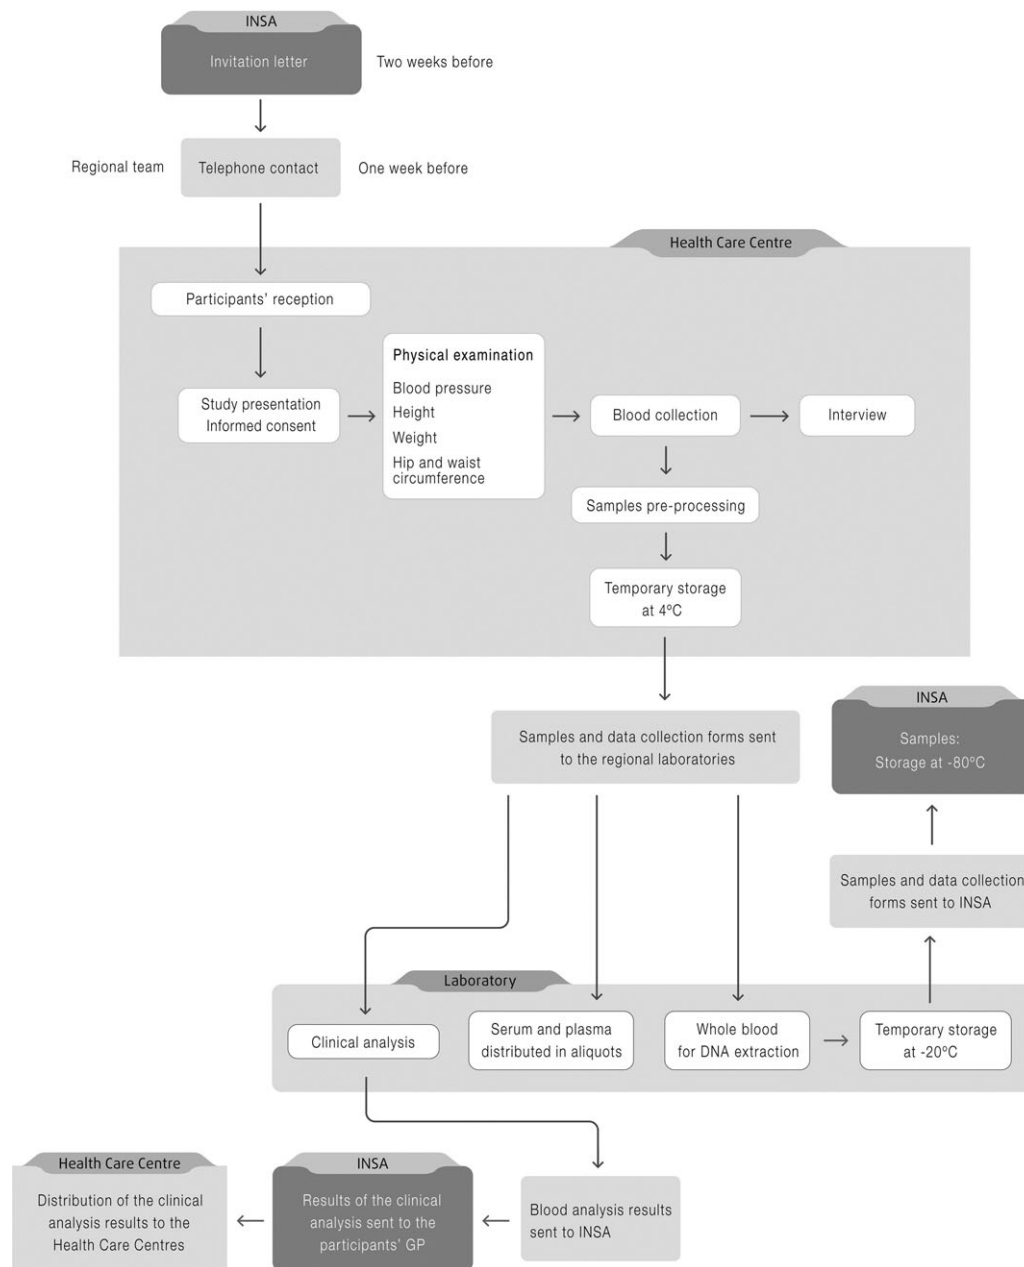 INSA
Invitation letter
Two weeks before
Regional team
Telephone contact
One week before
Health Care Centre
Participants' reception
Study presentation
Informed consent
Physical examination
Blood pressure
Height
Weight
Hip and waist
circumference
Blood collection
Interview
Samples pre-processing
Temporary storage
at 4ºC
Samples and data collection forms sent
to the regional laboratories
INSA
Samples:
Storage at -80ºC
Samples and data collection
forms sent to INSA
Laboratory
Clinical analysis
Serum and plasma
distributed in aliquots
Whole blood
for DNA extraction
Temporary storage
at -20ºC
Health Care Centre
Distribution of the clinical
analysis results to the
Health Care Centres
INSA
Results of the clinical
analysis sent to the
participants' GP
Blood analysis results
sent to INSA